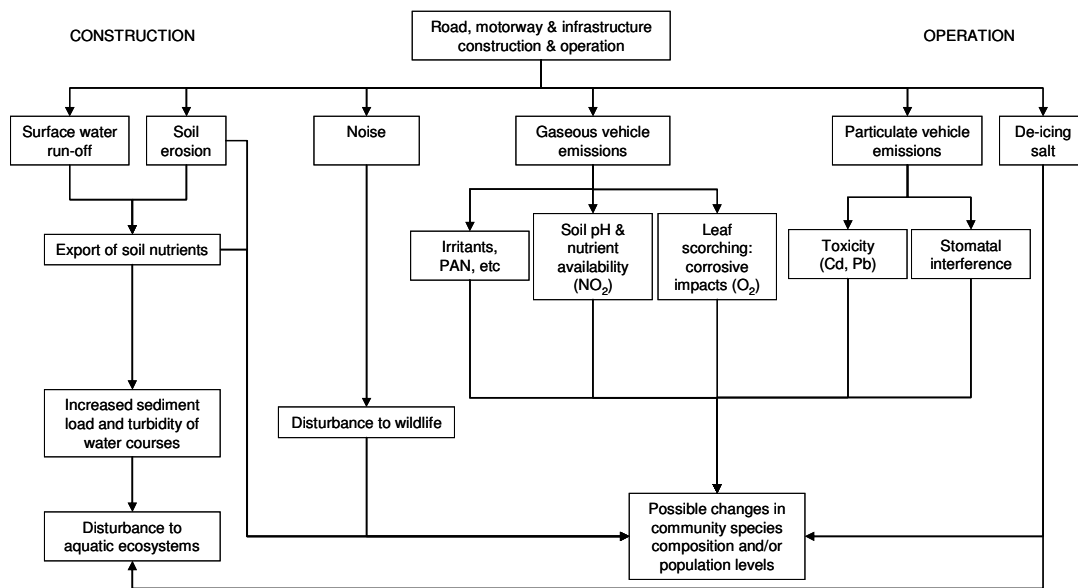 CONSTRUCTION
Road, motorway & infrastructure
construction & operation
OPERATION
Surface water
run-off
Soil
erosion
Noise
Gaseous vehicle
emissions
Particulate vehicle
emissions
De-icing
salt
Export of soil nutrients
Irritants,
PAN, etc
Soil pH &
nutrient
availability
(NO₂)
Leaf
scorching:
corrosive
impacts (O₂)
Toxicity
(Cd, Pb)
Stomatal
interference
Increased sediment
load and turbidity of
water courses
Disturbance to wildlife
Disturbance to
aquatic ecosystems
Possible changes in
community species
composition and/or
population levels